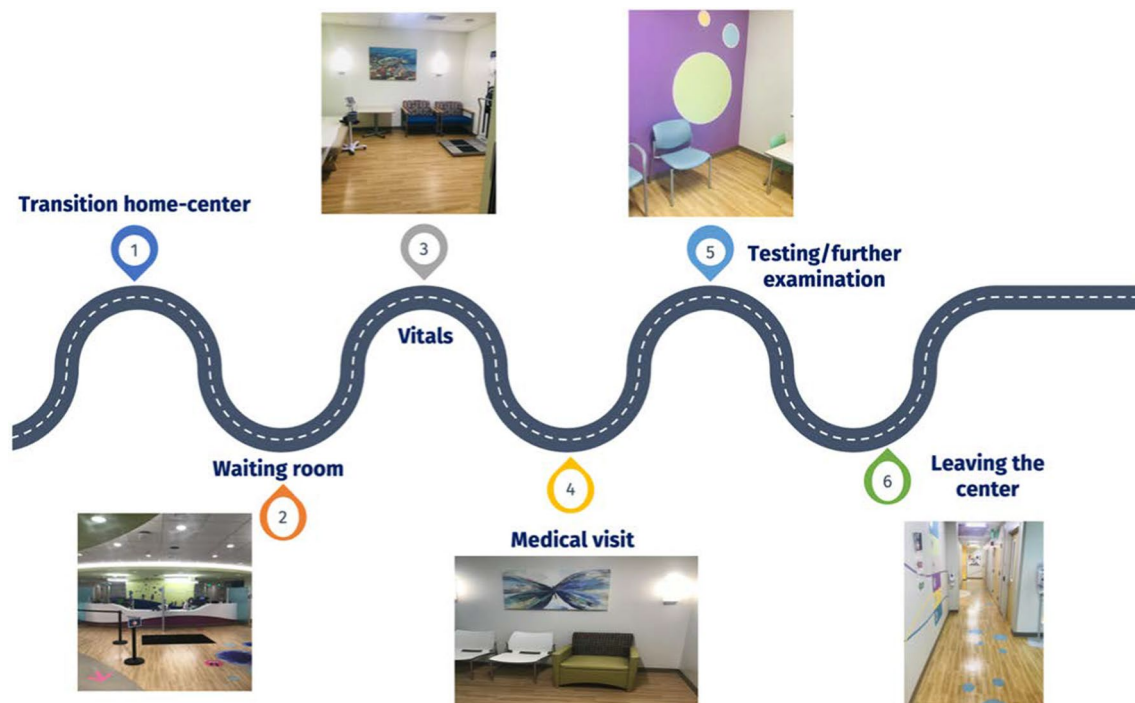 Transition home-center
1
Waiting room
2
3
Vitals
4
Medical visit
5
Testing/further
examination
6
Leaving the
center